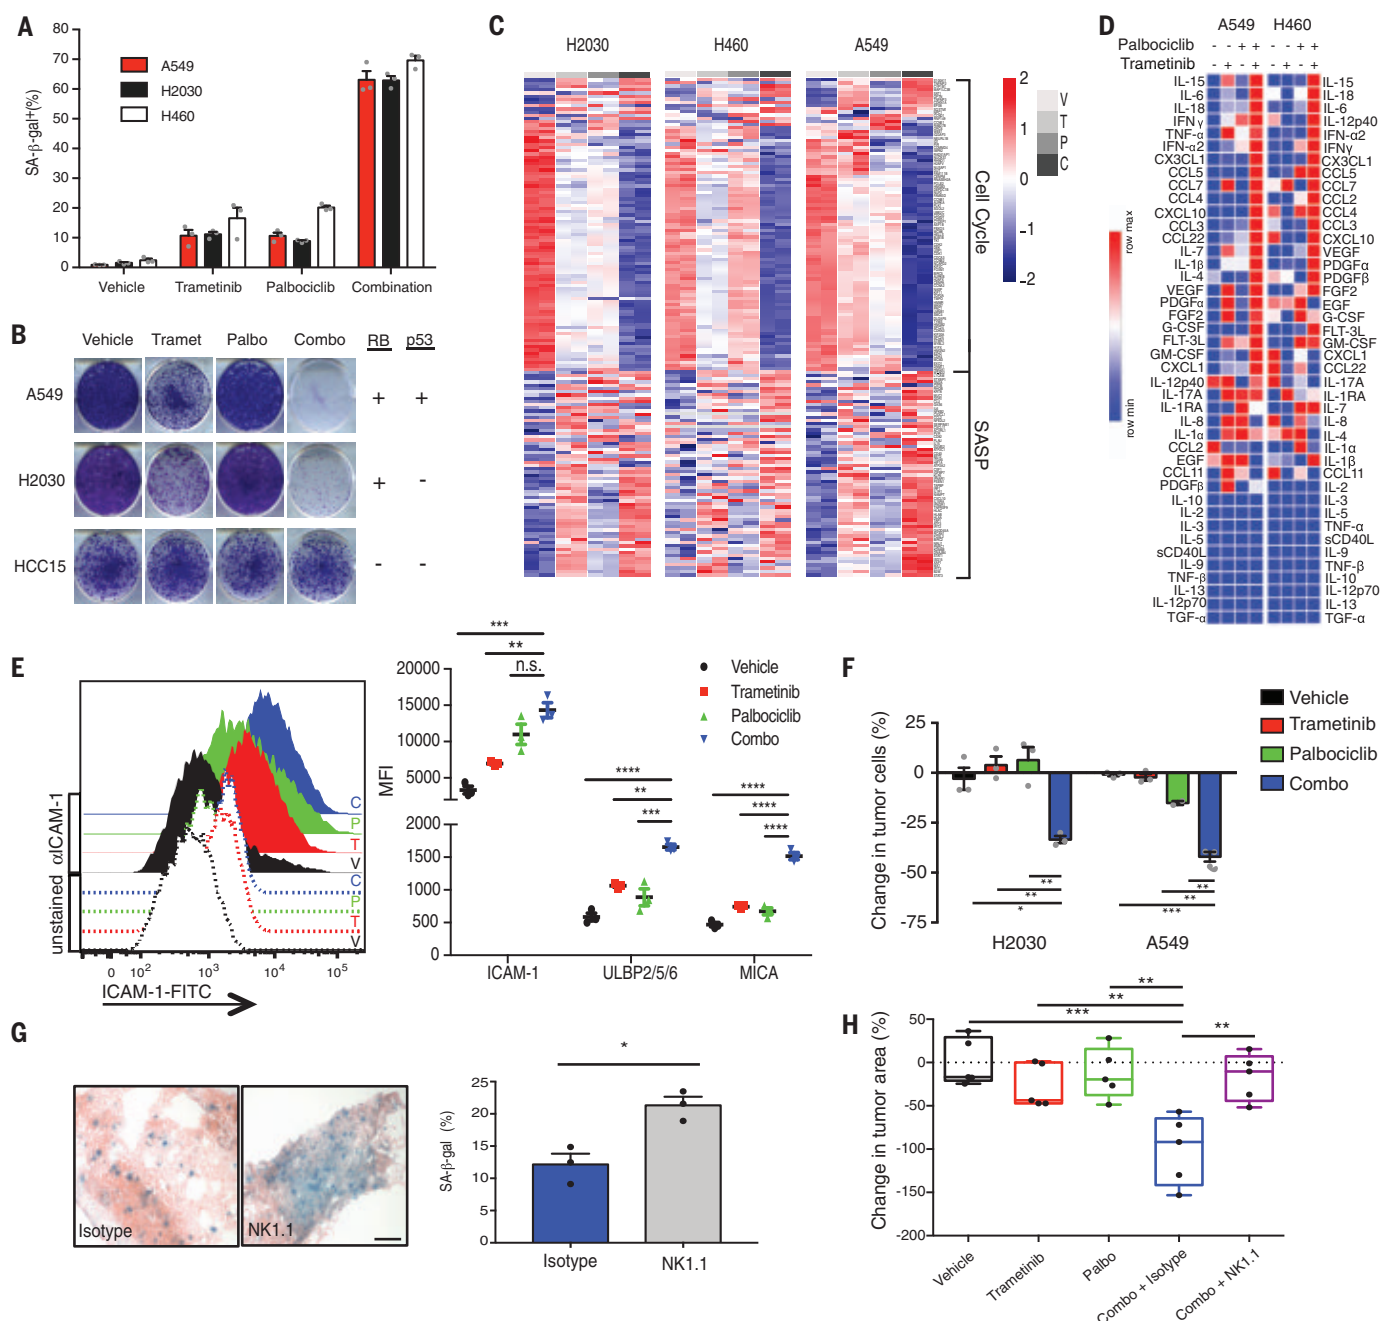 A
SA-β-gal+(%)
80
70
60
50
40
30
20
10
0
A549
H2030
H460
Vehicle
Trametinib
Palbociclib
Combination
B
Vehicle Tramet Palbo Combo RB p53
A549 + +
H2030 + -
HCC15 - -
C
H2030 H460 A549
2
1
0
-1
-2
V
T
P
C
Cell Cycle
SASP
D
A549 H460
Palbociclib - - + + - - + +
Trametinib - + - + - + - +
IL-15 IL-15
IL-6 IL-18
IL-18 IL-6
IFNγ IL-12p40
TNF-α IFN-α2
IFN-α2 IFNγ
CX3CL1 CX3CL1
CCL5 CCL5
CCL7 CCL7
CCL4 CCL2
CXCL10 CCL4
CCL3 CCL3
CCL22 CXCL10
IL-7 VEGF
IL-1β PDGFα
IL-4 PDGFβ
VEGF FGF2
PDGFα EGF
FGF2 G-CSF
G-CSF FLT-3L
FLT-3L GM-CSF
GM-CSF CXCL1
CXCL1 CCL22
IL-12p40 IL-17A
IL-17A IL-1RA
IL-1RA IL-7
IL-8 IL-8
IL-1α IL-4
CCL2 IL-1α
EGF IL-1β
CCL11 CCL11
PDGFβ IL-2
IL-10 IL-3
IL-2 IL-5
IL-3 TNF-α
IL-5 sCD40L
sCD40L IL-9
IL-9 TNF-β
TNF-β IL-10
IL-13 IL-12p70
IL-12p70 IL-13
TGF-α TGF-α
row max
row min
E
unstained αICAM-1
C
P
T
V
C
P
T
V
0 10² 10³ 10⁴ 10⁵
ICAM-1-FITC
MFI
20000
15000
10000
5000
2000
1500
1000
500
0
***
**
n.s.
****
**
***
****
****
****
Vehicle
Trametinib
Palbociclib
Combo
ICAM-1 ULBP2/5/6 MICA
F
Change in tumor cells (%)
25
0
-25
-50
-75
**
**
*
**
**
***
H2030 A549
Vehicle
Trametinib
Palbociclib
Combo
G
Isotype
NK1.1
SA-β-gal (%)
25
20
15
10
5
0
*
Isotype NK1.1
H
Change in tumor area (%)
50
0
-50
-100
-150
-200
**
**
***
**
Vehicle
Trametinib
Palbo
Combo + Isotype
Combo + NK1.1